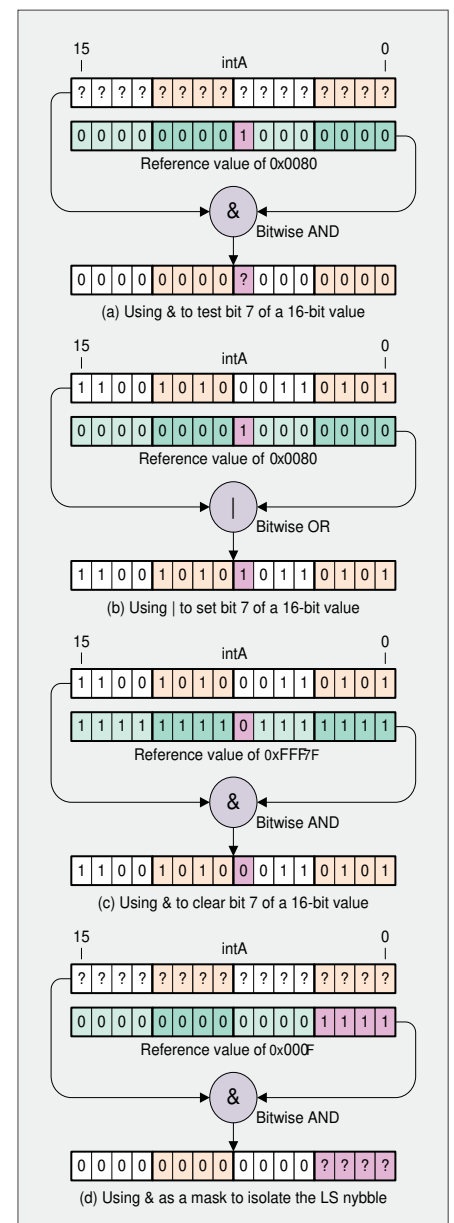 15 0
intA
? ? ? ? ? ? ? ? ? ? ? ? ? ? ? ?
0 0 0 0 0 0 0 0 1 0 0 0 0 0 0 0
Reference value of 0x0080
&
Bitwise AND
0 0 0 0 0 0 0 0 ? 0 0 0 0 0 0 0
(a) Using & to test bit 7 of a 16-bit value
15 0
intA
1 1 0 0 1 0 1 0 0 0 1 1 0 1 0 1
0 0 0 0 0 0 0 0 1 0 0 0 0 0 0 0
Reference value of 0x0080
|
Bitwise OR
1 1 0 0 1 0 1 0 1 0 1 1 0 1 0 1
(b) Using | to set bit 7 of a 16-bit value
15 0
intA
1 1 0 0 1 0 1 0 0 0 1 1 0 1 0 1
1 1 1 1 1 1 1 1 0 1 1 1 1 1 1 1
Reference value of 0xFFF7F
&
Bitwise AND
1 1 0 0 1 0 1 0 0 0 1 1 0 1 0 1
(c) Using & to clear bit 7 of a 16-bit value
15 0
intA
? ? ? ? ? ? ? ? ? ? ? ? ? ? ? ?
0 0 0 0 0 0 0 0 0 0 0 0 1 1 1 1
Reference value of 0x000F
&
Bitwise AND
0 0 0 0 0 0 0 0 0 0 0 0 ? ? ? ?
(d) Using & as a mask to isolate the LS nybble